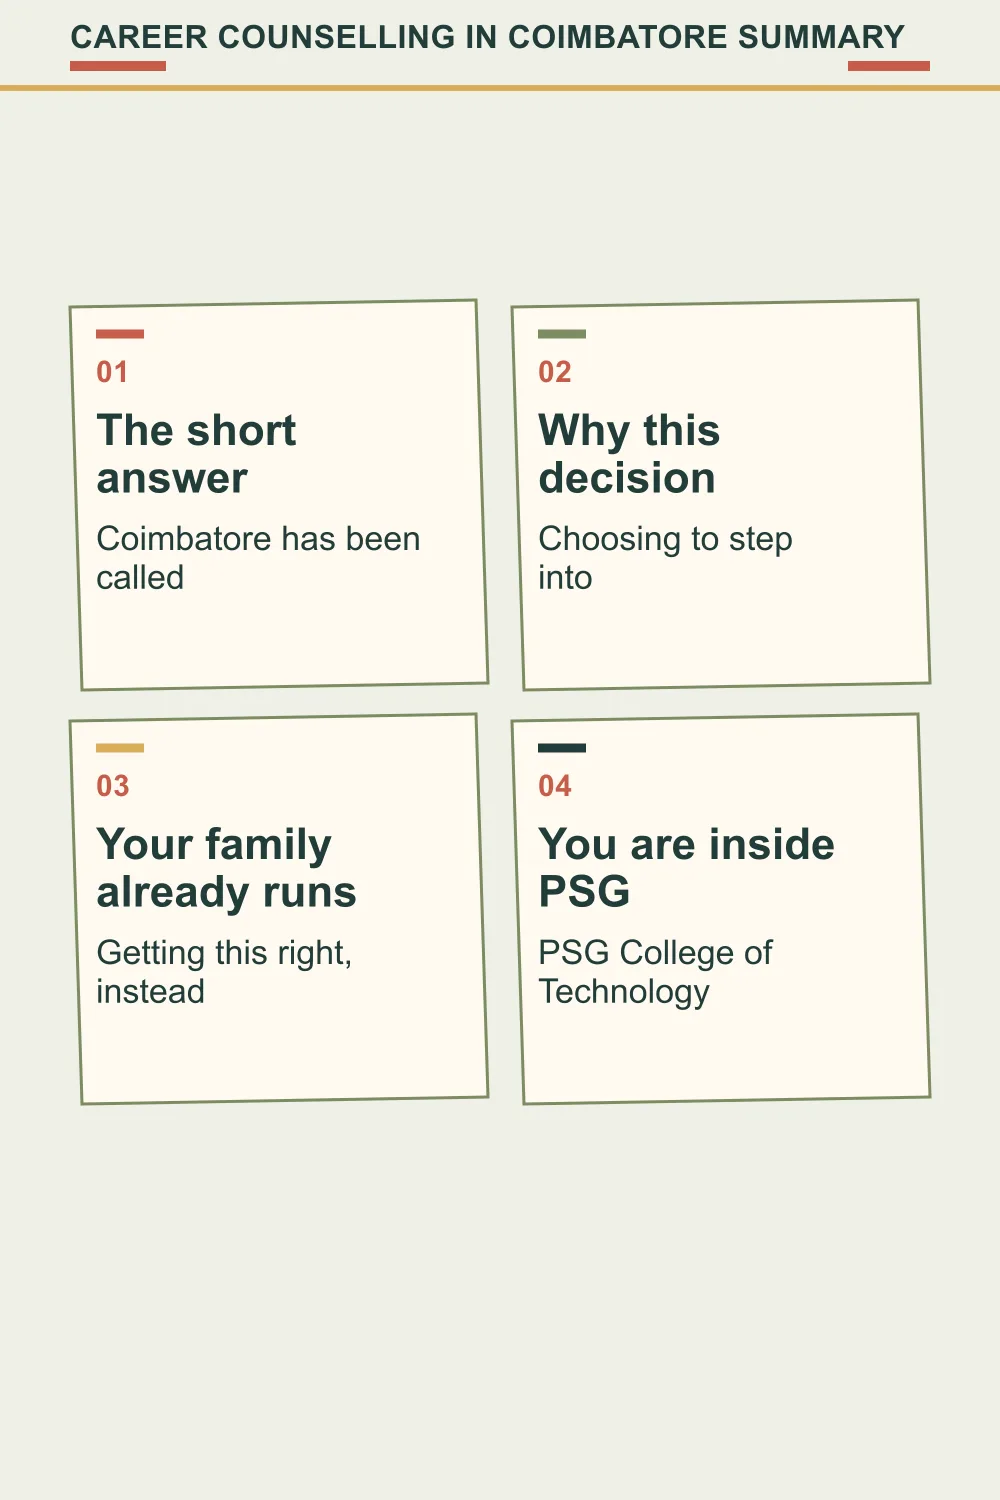 CAREER COUNSELLING IN COIMBATORE SUMMARY
01
The short
answer
Coimbatore has been
called
02
Why this
decision
Choosing to step
into
03
Your family
already runs
Getting this right,
instead
04
You are inside
PSG
PSG College of
Technology